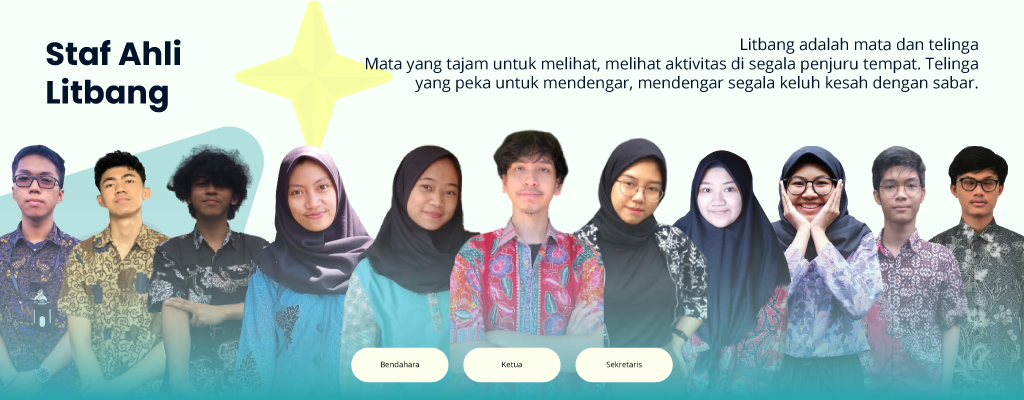 Staf Ahli
Litbang
Litbang adalah mata dan telinga
Mata yang tajam untuk melihat, melihat aktivitas di segala penjuru tempat. Telinga
yang peka untuk mendengar, mendengar segala keluh kesah dengan sabar.
Bendahara
Ketua
Sekretaris